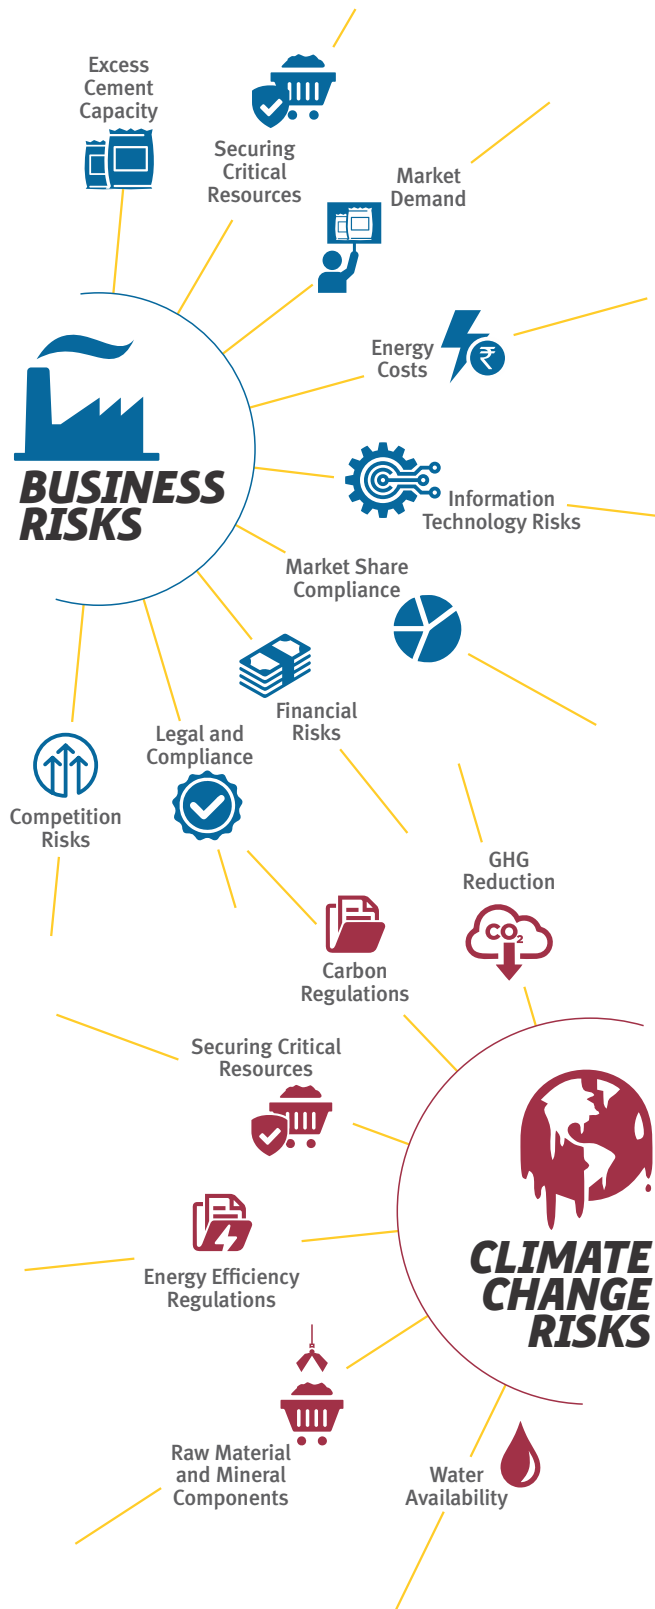 Excess
Cement
Capacity
Securing
Critical
Resources
Market
Demand
Energy
Costs
₹
BUSINESS
RISKS
Information
Technology Risks
Market Share
Compliance
Financial
Risks
Legal and
Compliance
Competition
Risks
GHG
Reduction
CO₂
Carbon
Regulations
Securing Critical
Resources
CLIMATE
CHANGE
RISKS
Energy Efficiency
Regulations
Raw Material
and Mineral
Components
Water
Availability